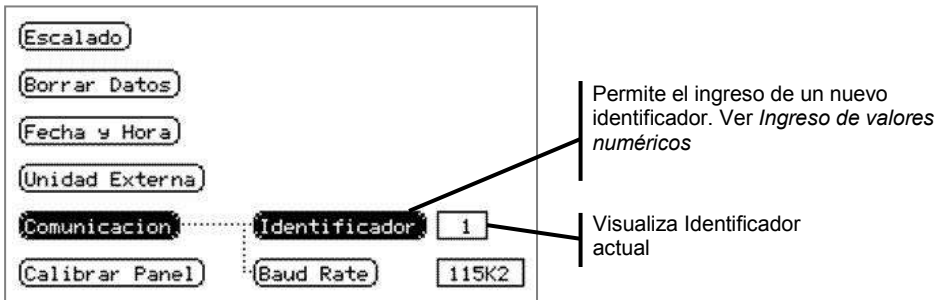 Escalado
Borrar Datos
Fecha y Hora
Unidad Externa
Comunicacion Identificador 1
Calibrar Panel Baud Rate 115K2
Permite el ingreso de un nuevo
identificador. Ver Ingreso de valores
numéricos
Visualiza Identificador
actual